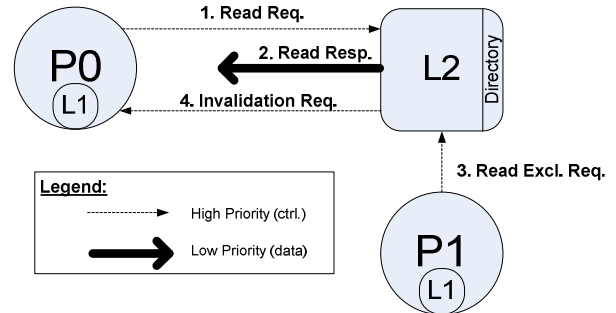 1. Read Req.
P0
L1
2. Read Resp.
L2
Directory
4. Invalidation Req.
3. Read Excl. Req.
Legend:
High Priority (ctrl.)
Low Priority (data)
P1
L1